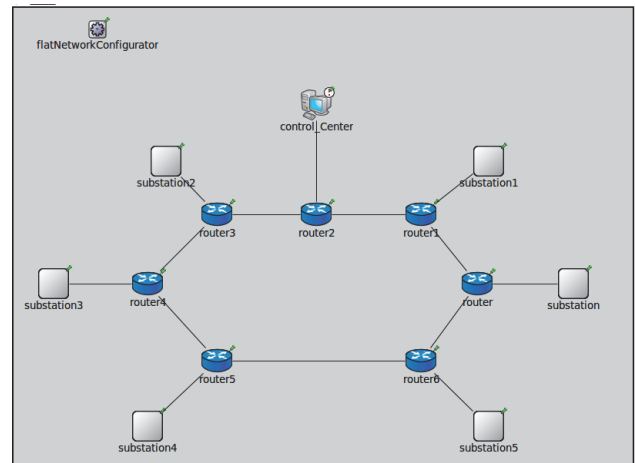 flatNetworkConfigurator
control_Center
substation2
substation1
router3
router2
router1
substation3
router4
router
substation
router5
router6
substation4
substation5